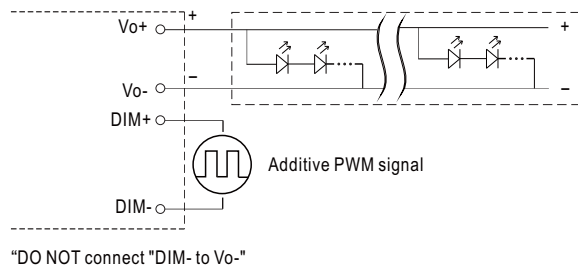 Vo+
+
+
Vo-
−
−
DIM+
Additive PWM signal
DIM-
“DO NOT connect "DIM- to Vo-"